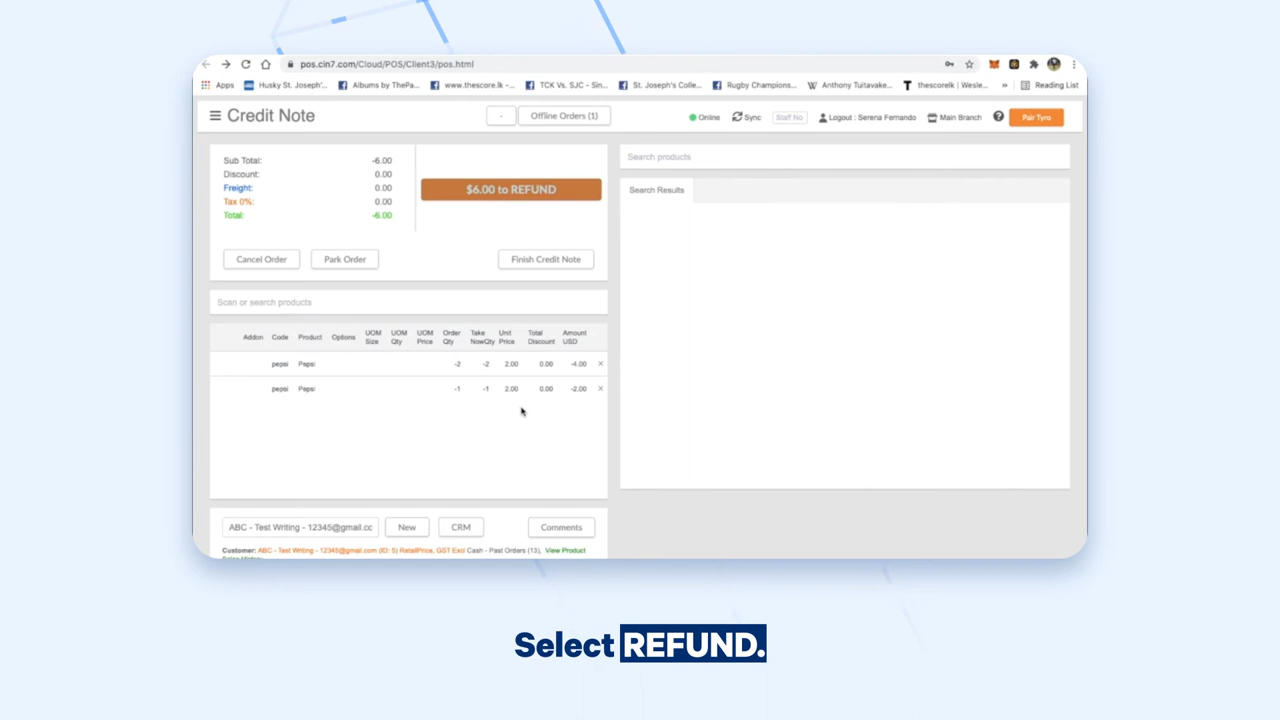 pos.cin7.com/Cloud/POS/Client3/pos.html
Apps Husky St. Joseph'... Albums by ThePa... www.thescore.lk -... TCK Vs. SJC - Sin... St. Joseph's Colle... Rugby Champions... Anthony Tuitavake... thescorelk | Wesle... » Reading List
Credit Note - Offline Orders (1) Online Sync Staff No Logout : Serena Fernando Main Branch Pair Tyro
Sub Total: -6.00
Discount: 0.00
Freight: 0.00
Tax 0%: 0.00
Total: -6.00
$6.00 to REFUND
Cancel Order Park Order Finish Credit Note
Search products
Search Results
Scan or search products
Addon Code Product Options UOM Size UOM Qty UOM Price Order Qty Take NowQty Unit Price Total Discount Amount USD
pepsi Pepsi -2 -2 2.00 0.00 -4.00 ×
pepsi Pepsi -1 -1 2.00 0.00 -2.00 ×
ABC - Test Writing - 12345@gmail.cc New CRM Comments
Customer: ABC - Test Writing - 12345@gmail.com (ID: 5) RetailPrice, GST Excl Cash - Past Orders (13), View Product
Select REFUND.